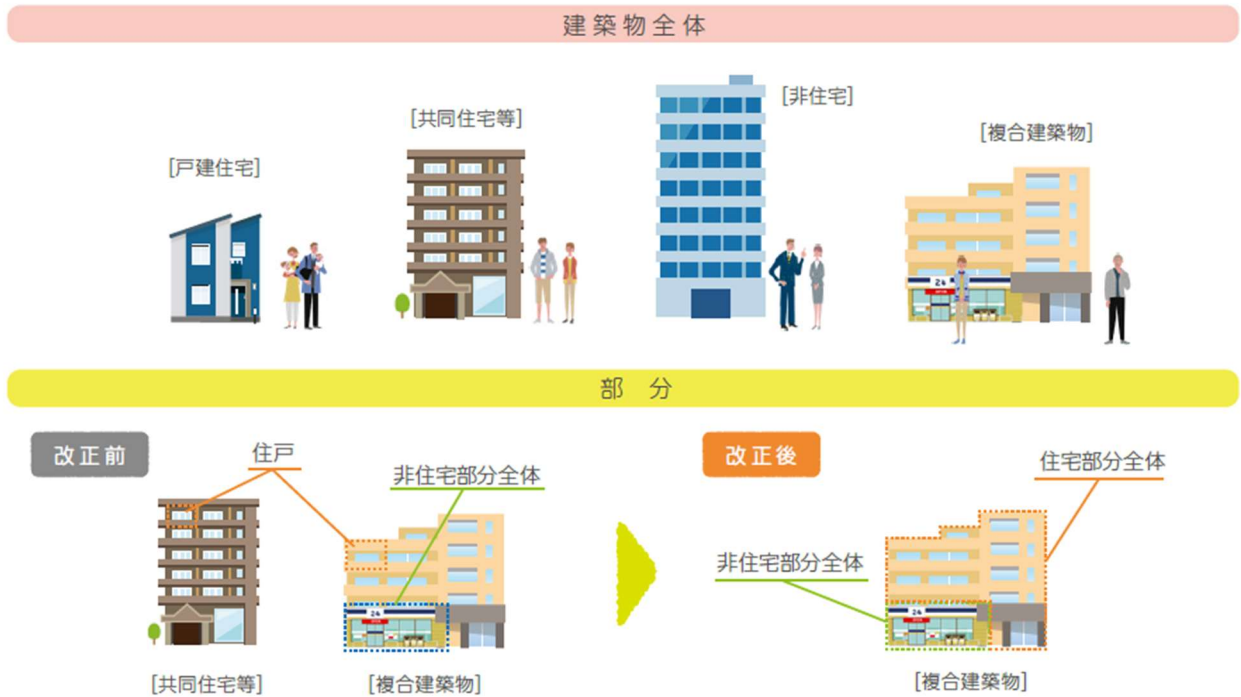 建築物全体
[戸建住宅]
[共同住宅等]
[非住宅]
[複合建築物]
24
部 分
改正前
住戸
非住宅部分全体
24
[共同住宅等]
[複合建築物]
改正後
住宅部分全体
非住宅部分全体
24
[複合建築物]